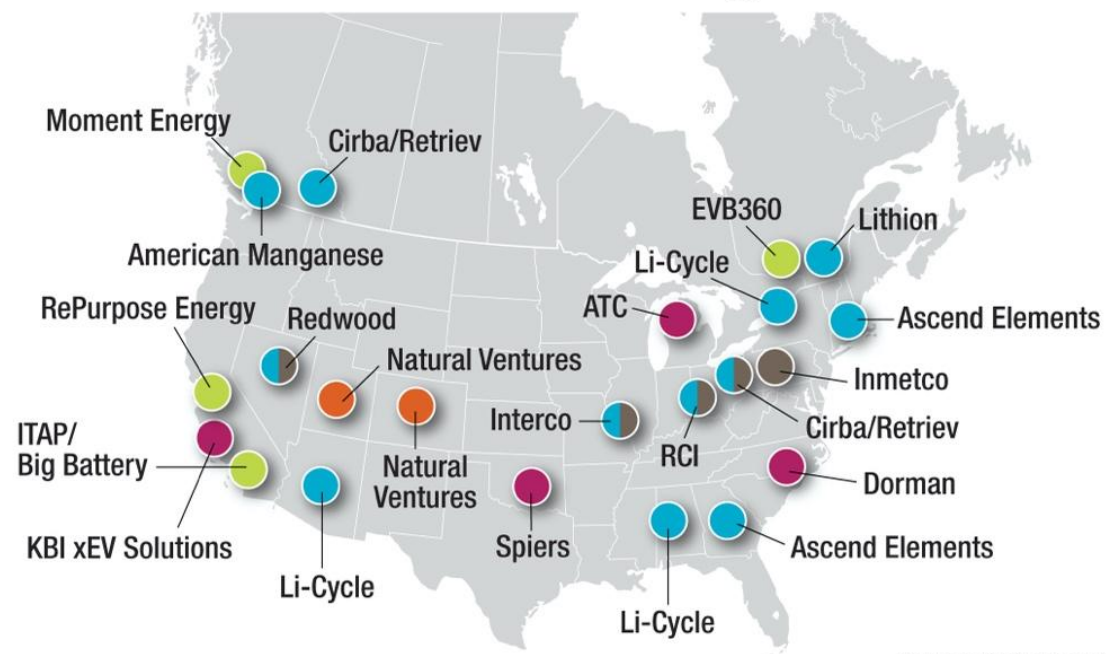 Moment Energy
Cirba/Retriev
American Manganese
EVB360
Lithion
Li-Cycle
RePurpose Energy
Redwood
ATC
Ascend Elements
Natural Ventures
Inmetco
Interco
Cirba/Retriev
ITAP/
Big Battery
RCI
Natural
Ventures
Dorman
KBI xEV Solutions
Spiers
Ascend Elements
Li-Cycle
Li-Cycle